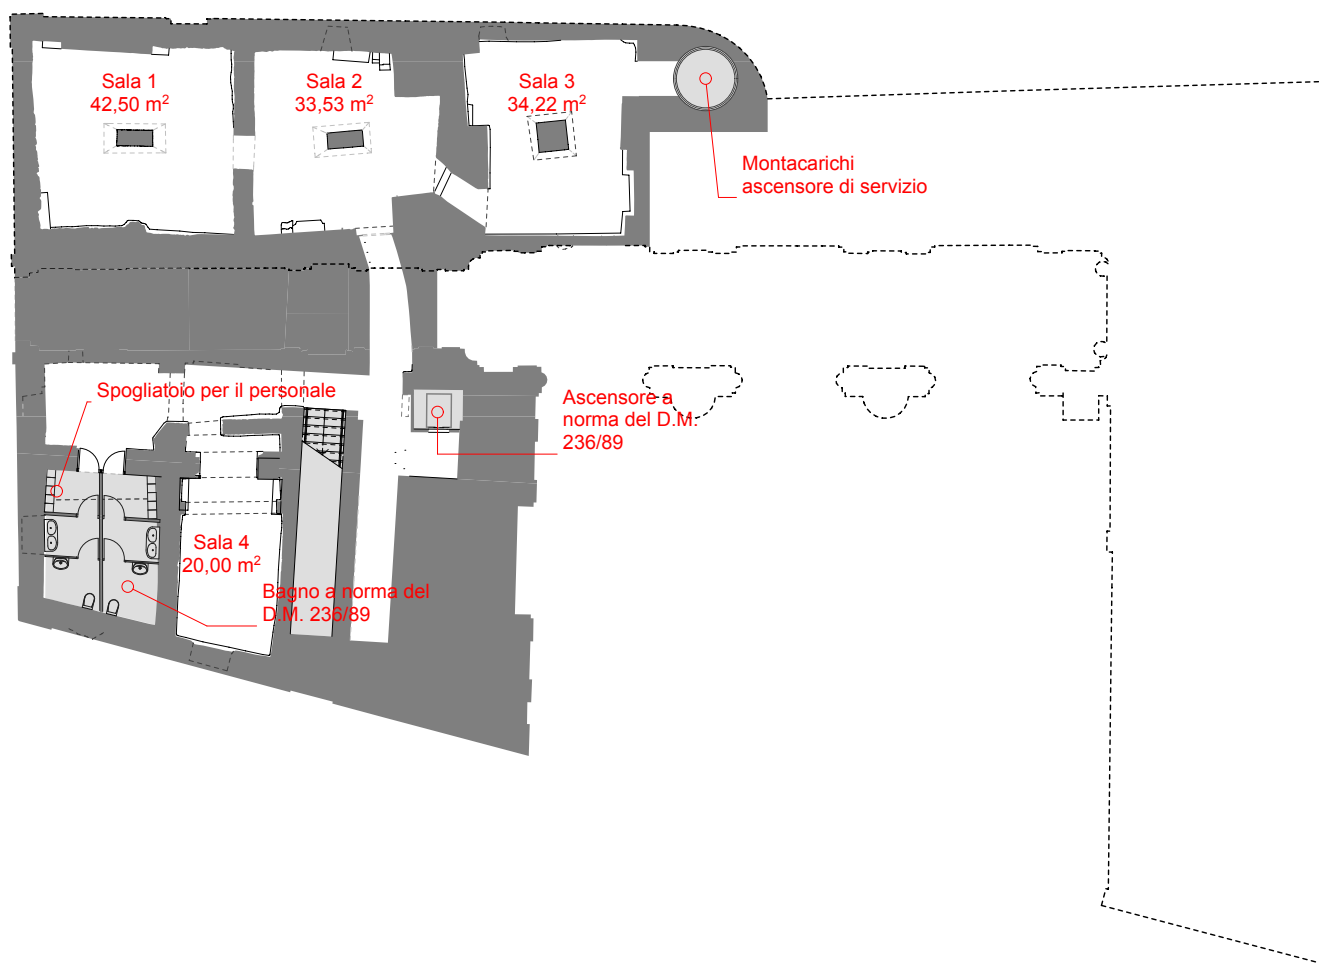 Sala 1
42,50 m²
Sala 2
33,53 m²
Sala 3
34,22 m²
Montacarichi
ascensore di servizio
Spogliatoio per il personale
Ascensore a
norma del D.M.
236/89
Sala 4
20,00 m²
Bagno a norma del
D.M. 236/89